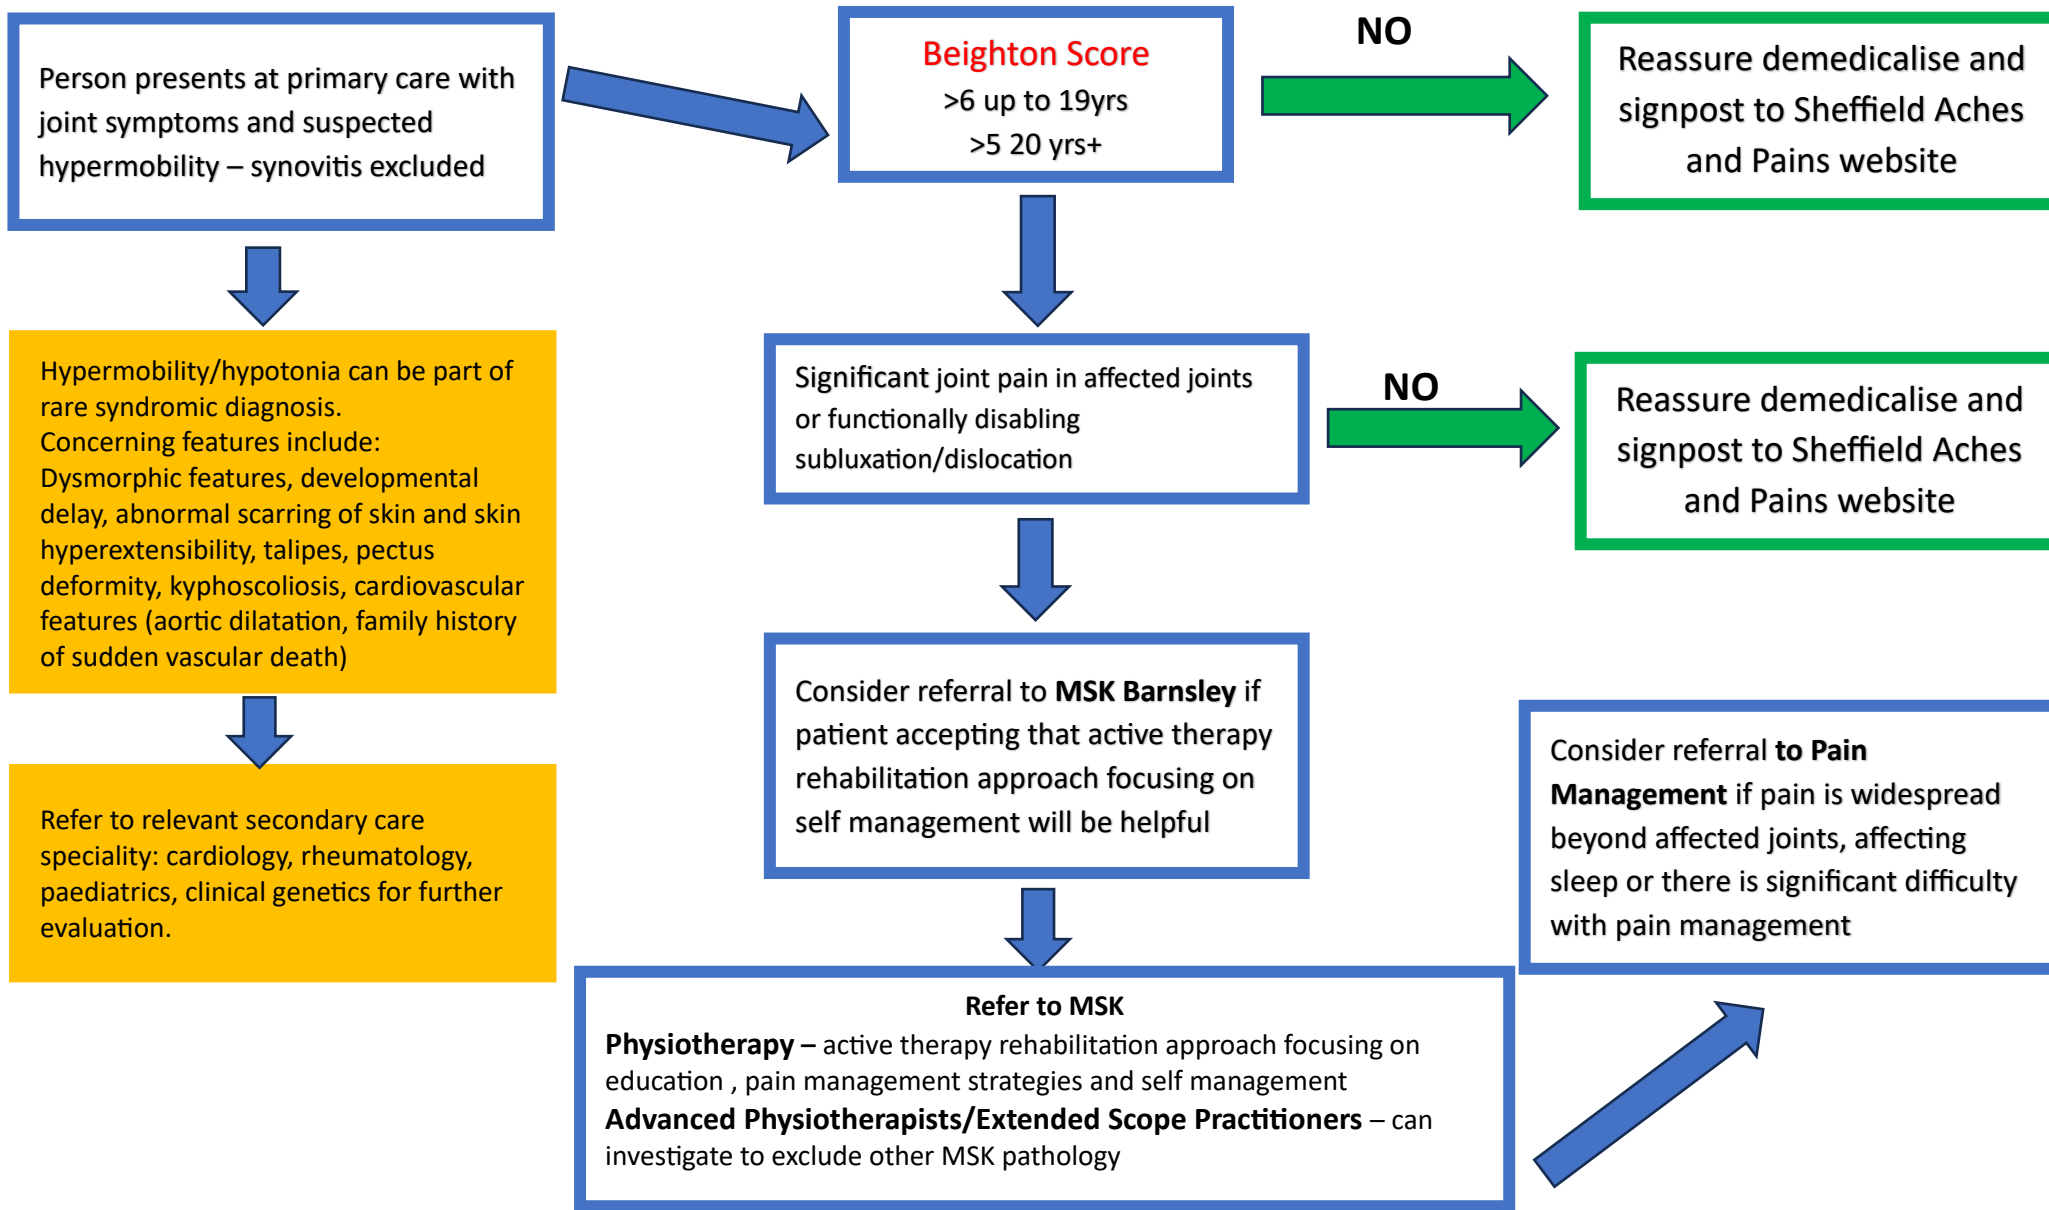 Person presents at primary care with
joint symptoms and suspected
hypermobility – synovitis excluded
Beighton Score
>6 up to 19yrs
>5 20 yrs+
NO
Reassure demedicalise and
signpost to Sheffield Aches
and Pains website
Hypermobility/hypotonia can be part of
rare syndromic diagnosis.
Concerning features include:
Dysmorphic features, developmental
delay, abnormal scarring of skin and skin
hyperextensibility, talipes, pectus
deformity, kyphoscoliosis, cardiovascular
features (aortic dilatation, family history
of sudden vascular death)
Significant joint pain in affected joints
or functionally disabling
subluxation/dislocation
NO
Reassure demedicalise and
signpost to Sheffield Aches
and Pains website
Consider referral to MSK Barnsley if
patient accepting that active therapy
rehabilitation approach focusing on
self management will be helpful
Refer to relevant secondary care
speciality: cardiology, rheumatology,
paediatrics, clinical genetics for further
evaluation.
Refer to MSK
Physiotherapy – active therapy rehabilitation approach focusing on
education , pain management strategies and self management
Advanced Physiotherapists/Extended Scope Practitioners – can
investigate to exclude other MSK pathology
Consider referral to Pain
Management if pain is widespread
beyond affected joints, affecting
sleep or there is significant difficulty
with pain management